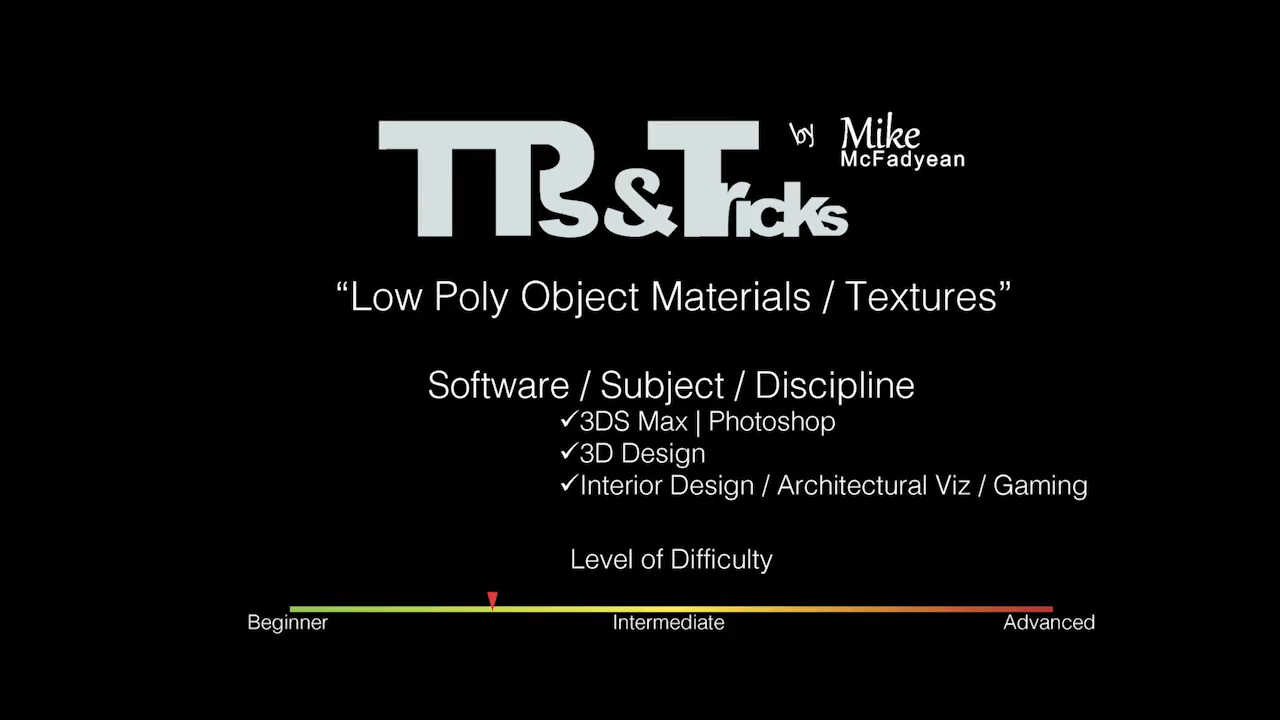 TIPs & Tricks by Mike
McFadyean
“Low Poly Object Materials / Textures”
Software / Subject / Discipline
✓3DS Max | Photoshop
✓3D Design
✓Interior Design / Architectural Viz / Gaming
Level of Difficulty
Beginner Intermediate Advanced